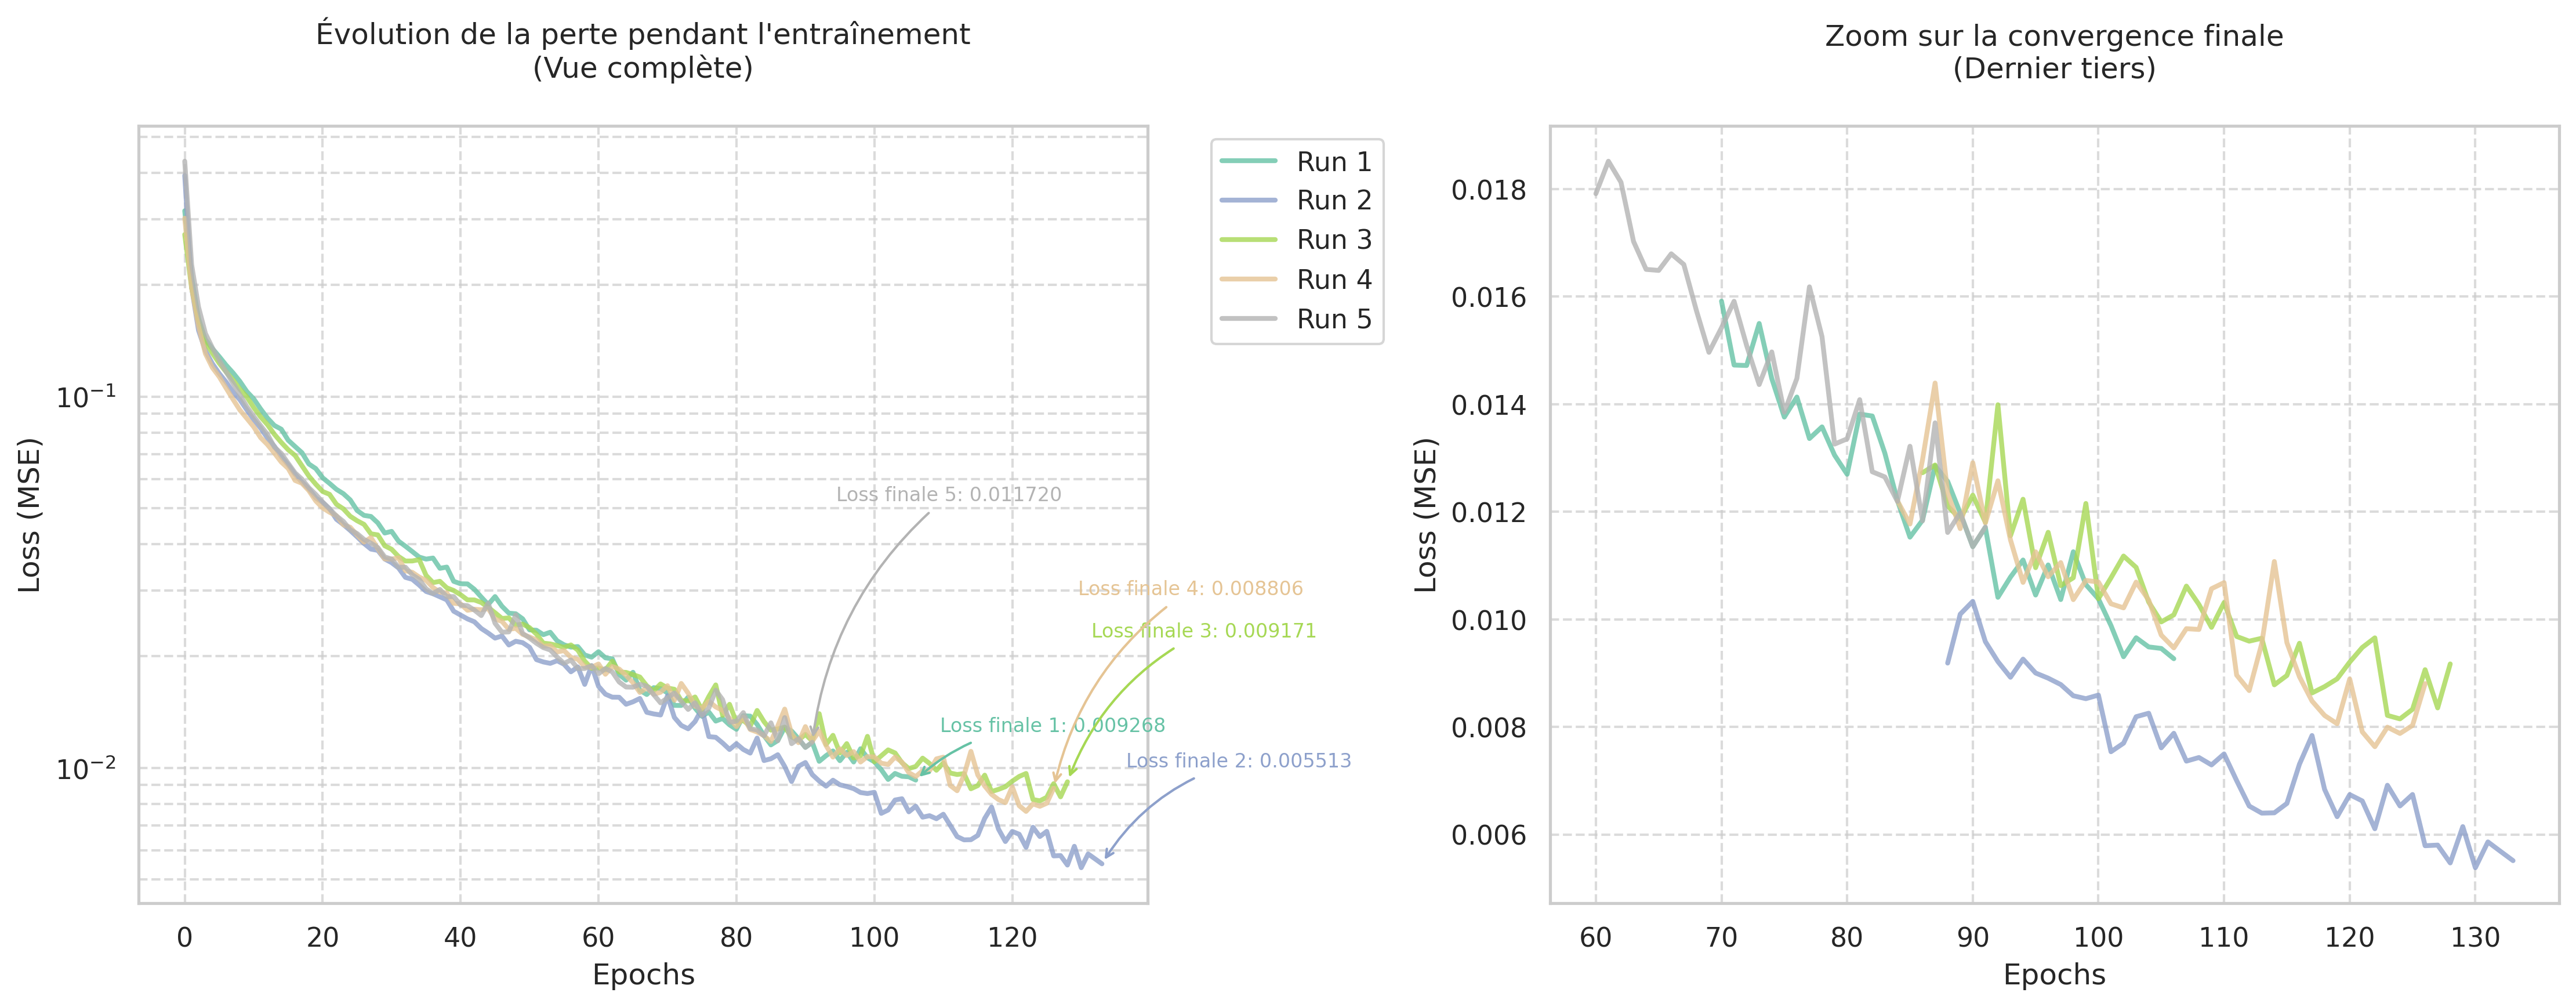 Évolution de la perte pendant l'entraînement
(Vue complète)
Loss (MSE)
10⁻¹
10⁻²
Loss finale 5: 0.011720
Loss finale 4: 0.008806
Loss finale 3: 0.009171
Loss finale 1: 0.009268
Loss finale 2: 0.005513
0 20 40 60 80 100 120
Epochs
Run 1
Run 2
Run 3
Run 4
Run 5
Zoom sur la convergence finale
(Dernier tiers)
Loss (MSE)
0.018
0.016
0.014
0.012
0.010
0.008
0.006
60 70 80 90 100 110 120 130
Epochs